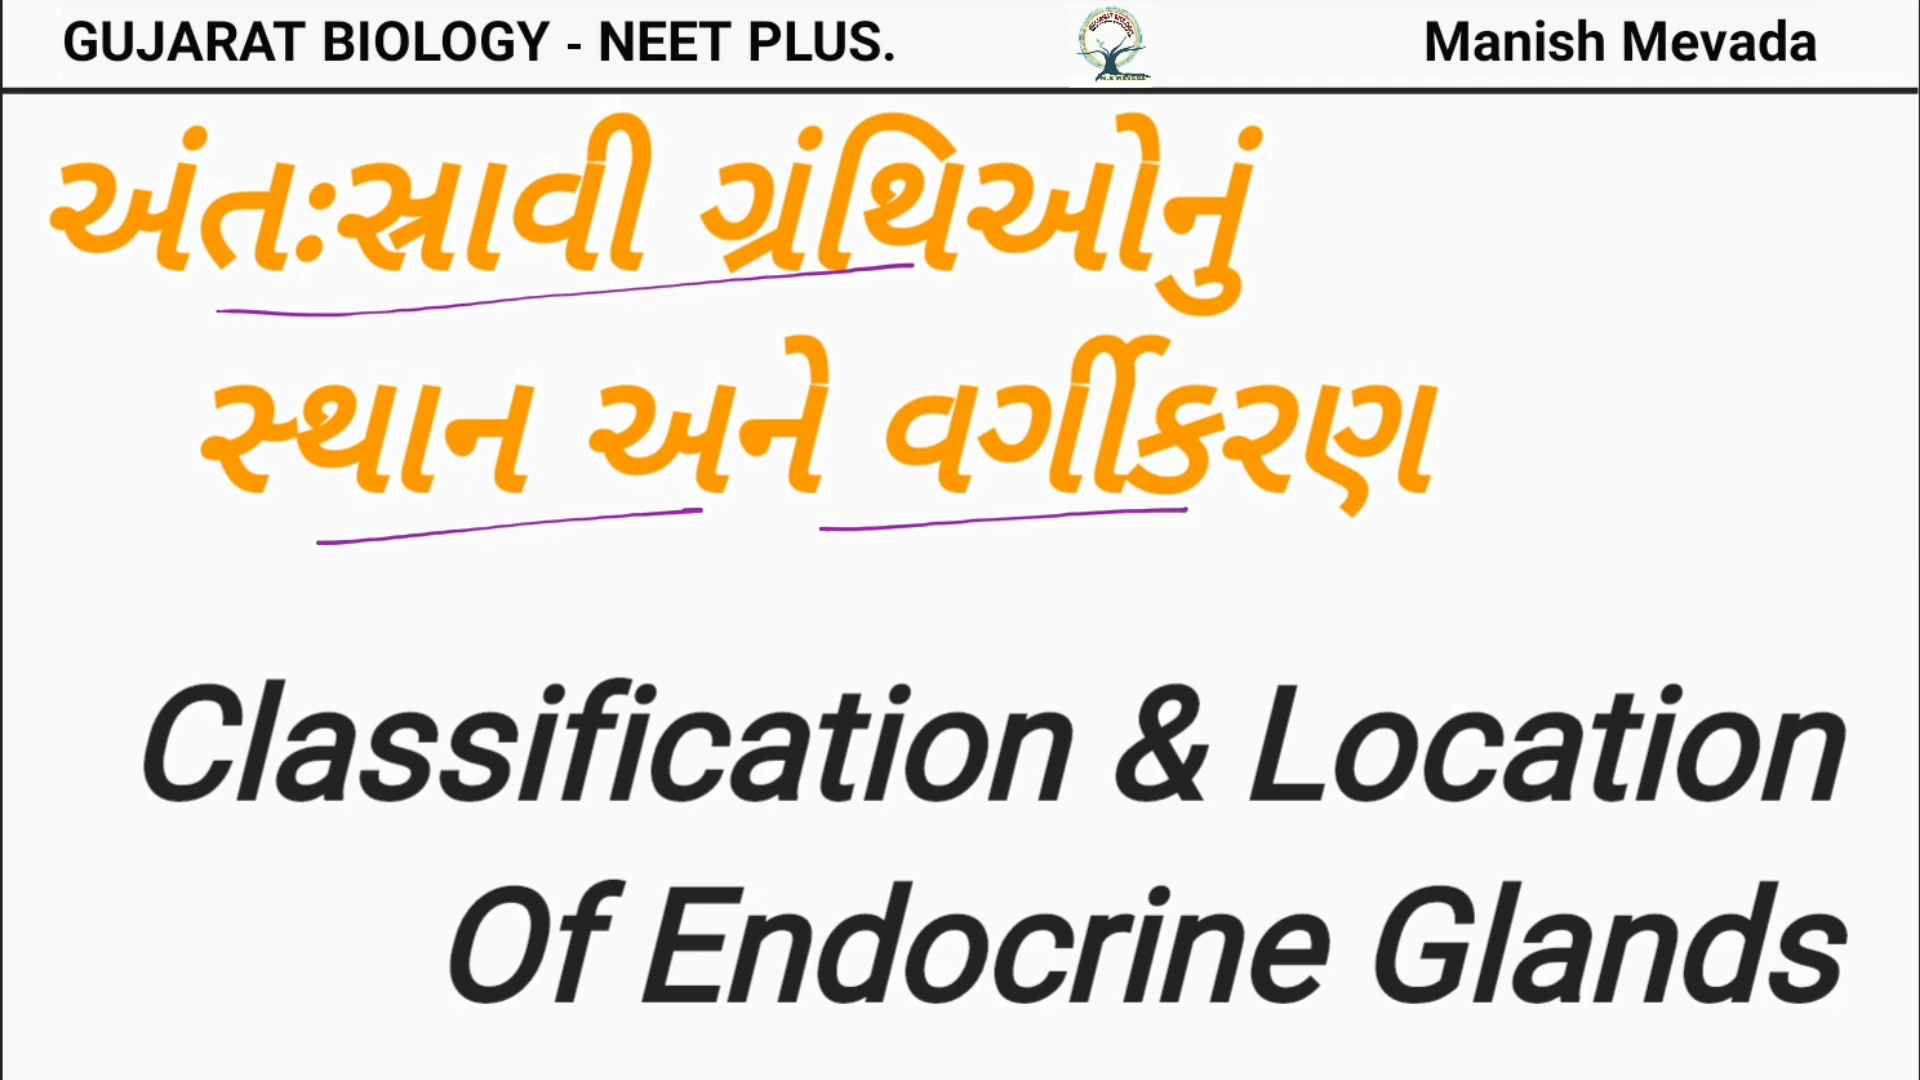 GUJARAT BIOLOGY - NEET PLUS.
Manish Mevada
અંતઃસ્રાવી ગ્રંથિઓનું
સ્થાન અને વર્ગીકરણ
Classification & Location
Of Endocrine Glands